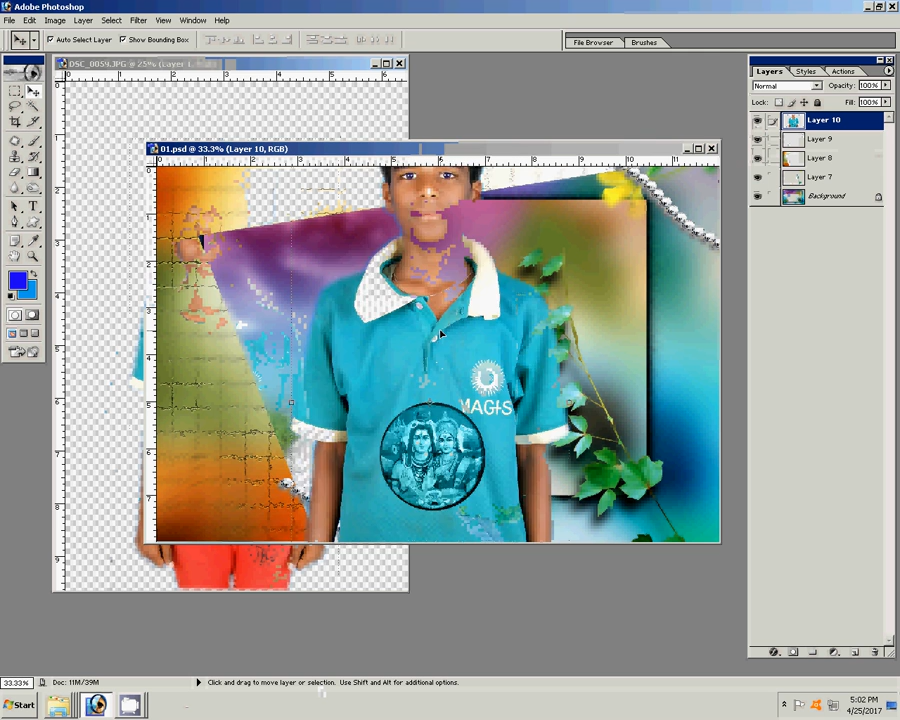 Adobe Photoshop
File Edit Image Layer Select Filter View Window Help
Auto Select Layer Show Bounding Box
File Browser Brushes
DSC_0059.JPG @ 25% (Layer
01.psd @ 33.3% (Layer 10, RGB)
MAGIS
Layers Styles Actions
Normal Opacity: 100%
Lock: Fill: 100%
Layer 10
Layer 9
Layer 8
Layer 7
Background
33.33% Doc: 11M/39M Click and drag to move layer or selection. Use Shift and Alt for additional options.
Start
5:02 PM
4/25/2017